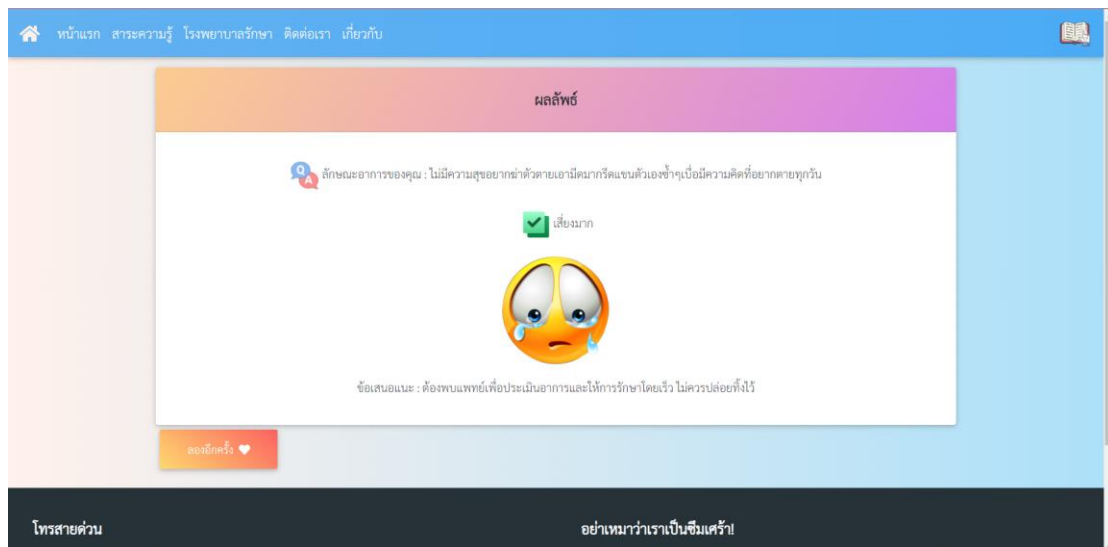 หน้าแรก สาระความรู้ โรงพยาบาลรักษา ติดต่อเรา เกี่ยวกับ
ผลลัพธ์
Q A ลักษณะอาการของคุณ : ไม่มีความสุขอยากฆ่าตัวตายเอามีดมากรีดแขนตัวเองซ้ำๆเบื่อมีความคิดที่อยากตายทุกวัน
เสี่ยงมาก
ข้อเสนอแนะ : ต้องพบแพทย์เพื่อประเมินอาการและให้การรักษาโดยเร็ว ไม่ควรปล่อยทิ้งไว้
ลองอีกครั้ง
โทรสายด่วน
อย่าเหมาว่าเราเป็นซึมเศร้า!